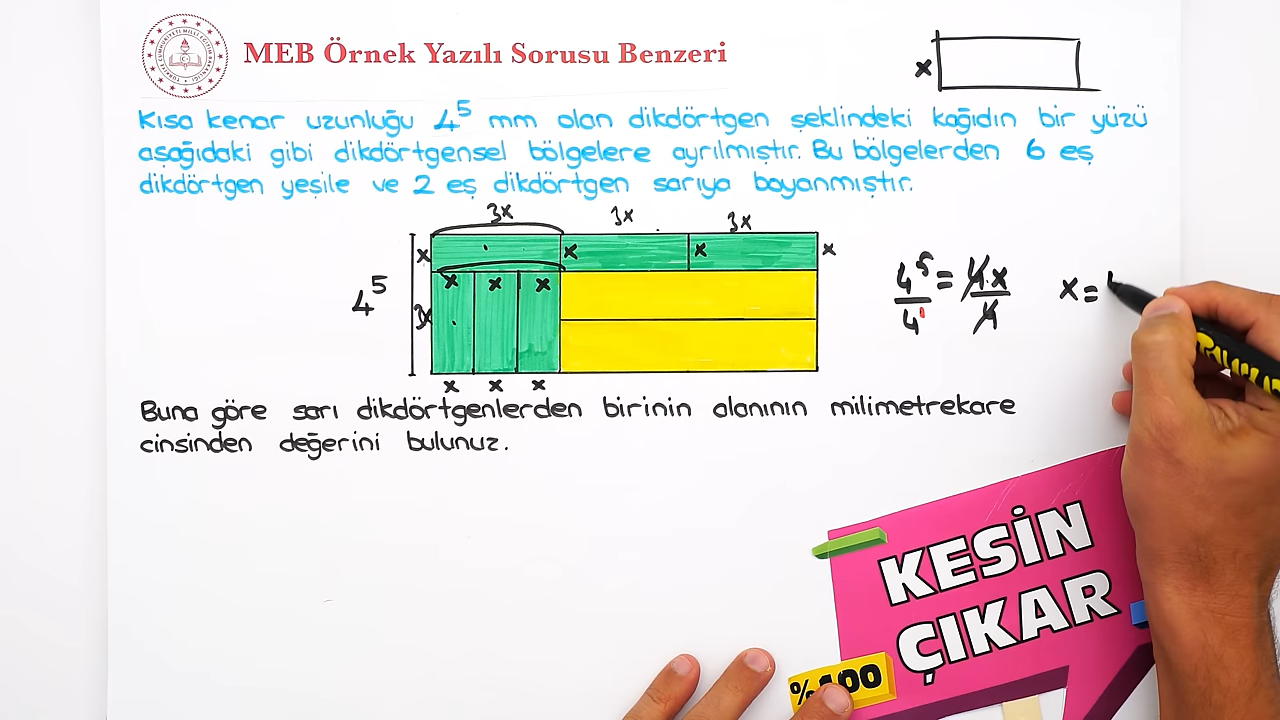 MEB Örnek Yazılı Sorusu Benzeri
x
Kısa kenar uzunluğu 4⁵ mm olan dikdörtgen şeklindeki kağıdın bir yüzü
aşağıdaki gibi dikdörtgensel bölgelere ayrılmıştır. Bu bölgelerden 6 eş
dikdörtgen yeşile ve 2 eş dikdörtgen sarıya boyanmıştır.
3x 3x 3x
x x x x
4⁵ 3x x x x
4⁵/4¹ = 4.x/4 x =
x x x
Buna göre sarı dikdörtgenlerden birinin alanının milimetrekare
cinsinden değerini bulunuz.
KESİN
ÇIKAR